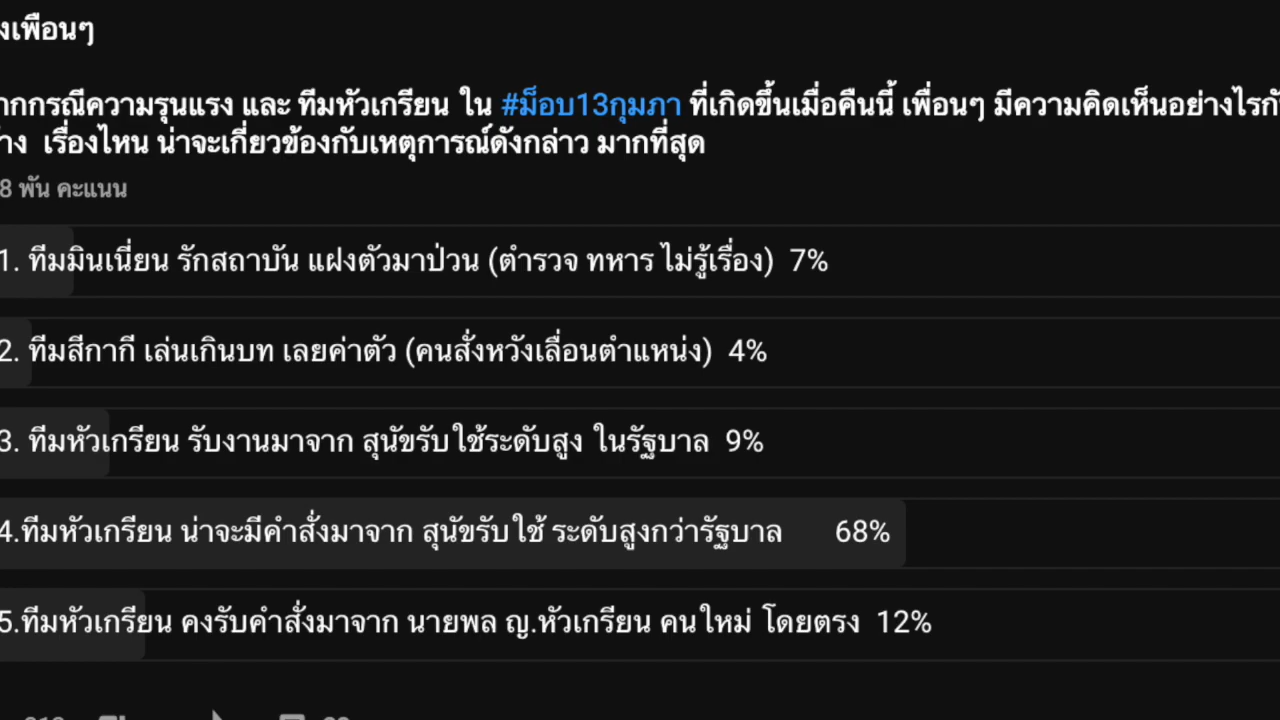 งเพื่อนๆ
ากกรณีความรุนแรง และ ทีมหัวเกรียน ใน #ม็อบ13กุมภา ที่เกิดขึ้นเมื่อคืนนี้ เพื่อนๆ มีความคิดเห็นอย่างไรกั
าง เรื่องไหน น่าจะเกี่ยวข้องกับเหตุการณ์ดังกล่าว มากที่สุด
8 พัน คะแนน
1. ทีมมินเนี่ยน รักสถาบัน แฝงตัวมาป่วน (ตำรวจ ทหาร ไม่รู้เรื่อง) 7%
2. ทีมสีกากี เล่นเกินบท เลยค่าตัว (คนสั่งหวังเลื่อนตำแหน่ง) 4%
3. ทีมหัวเกรียน รับงานมาจาก สุนัขรับใช้ระดับสูง ในรัฐบาล 9%
4.ทีมหัวเกรียน น่าจะมีคำสั่งมาจาก สุนัขรับใช้ ระดับสูงกว่ารัฐบาล 68%
5.ทีมหัวเกรียน คงรับคำสั่งมาจาก นายพล ญ.หัวเกรียน คนใหม่ โดยตรง 12%